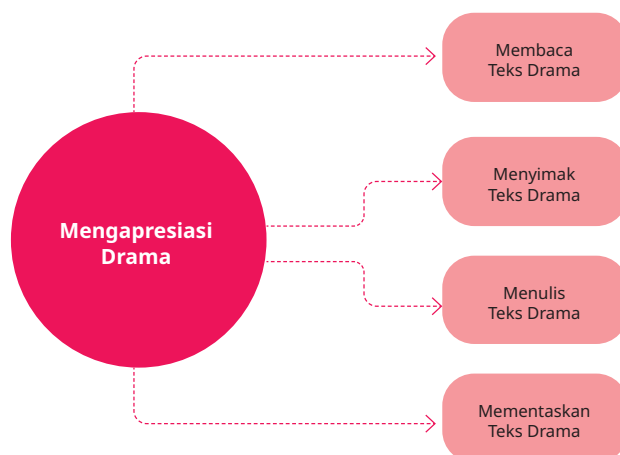 Membaca
Teks Drama
Menyimak
Teks Drama
Mengapresiasi
Drama
Menulis
Teks Drama
Mementaskan
Teks Drama